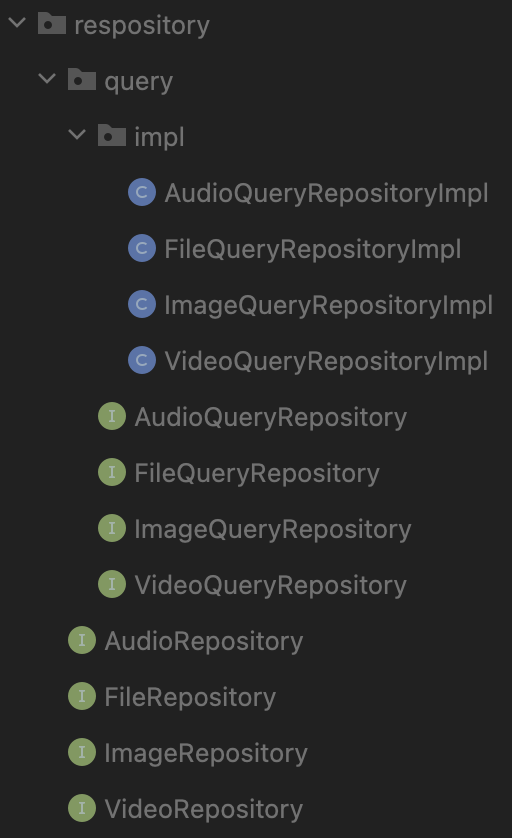 respository
query
impl
C AudioQueryRepositoryImpl
C FileQueryRepositoryImpl
C ImageQueryRepositoryImpl
C VideoQueryRepositoryImpl
I AudioQueryRepository
I FileQueryRepository
I ImageQueryRepository
I VideoQueryRepository
I AudioRepository
I FileRepository
I ImageRepository
I VideoRepository